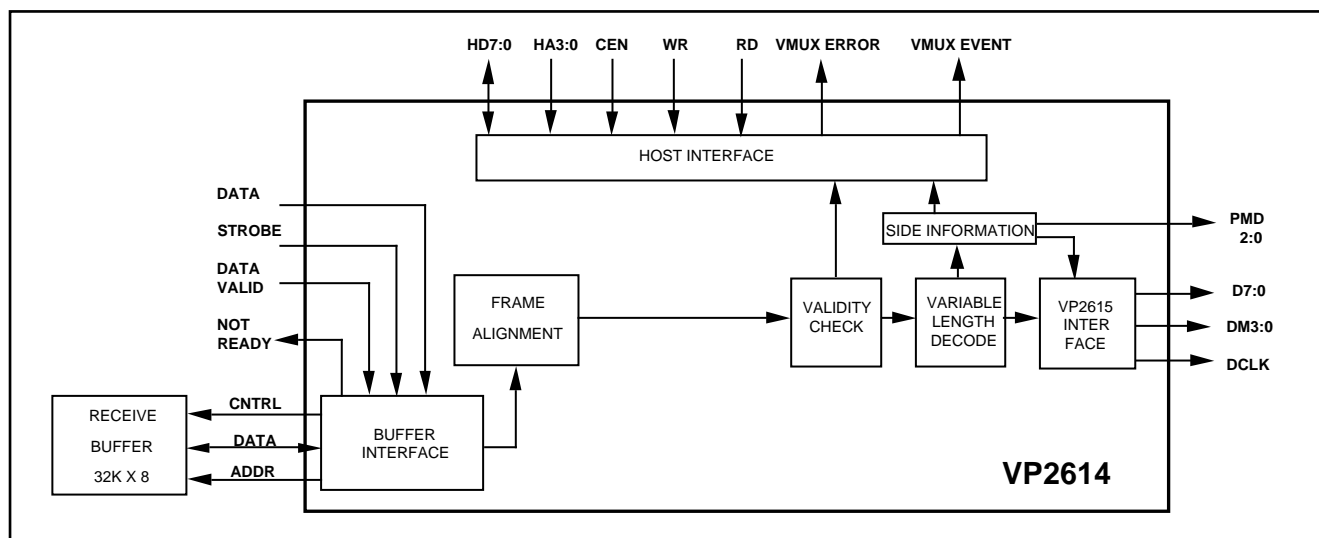 HD7:0 HA3:0 CEN WR RD VMUX ERROR VMUX EVENT
HOST INTERFACE
DATA
STROBE
DATA
VALID
NOT
READY
SIDE INFORMATION
PMD
2:0
FRAME
ALIGNMENT
VALIDITY
CHECK
VARIABLE
LENGTH
DECODE
VP2615
INTER
FACE
D7:0
DM3:0
DCLK
RECEIVE
BUFFER
32K X 8
CNTRL
DATA
ADDR
BUFFER
INTERFACE
VP2614